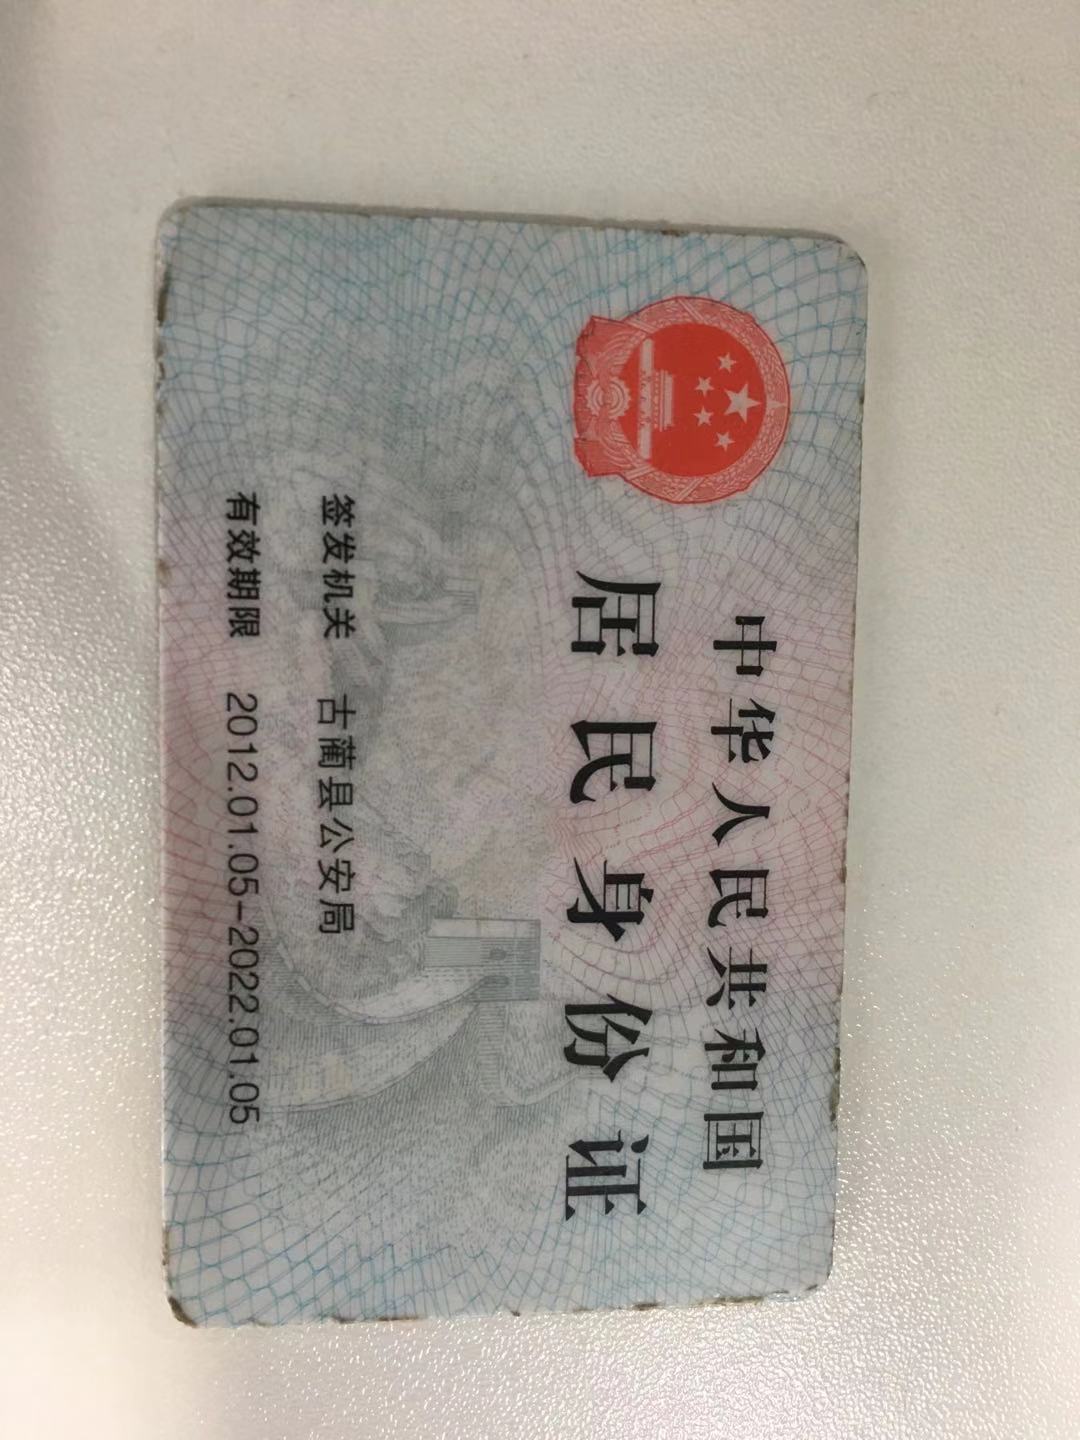 中华人民共和国
居民身份证
签发机关 古蔺县公安局
有效期限 2012.01.05-2022.01.05